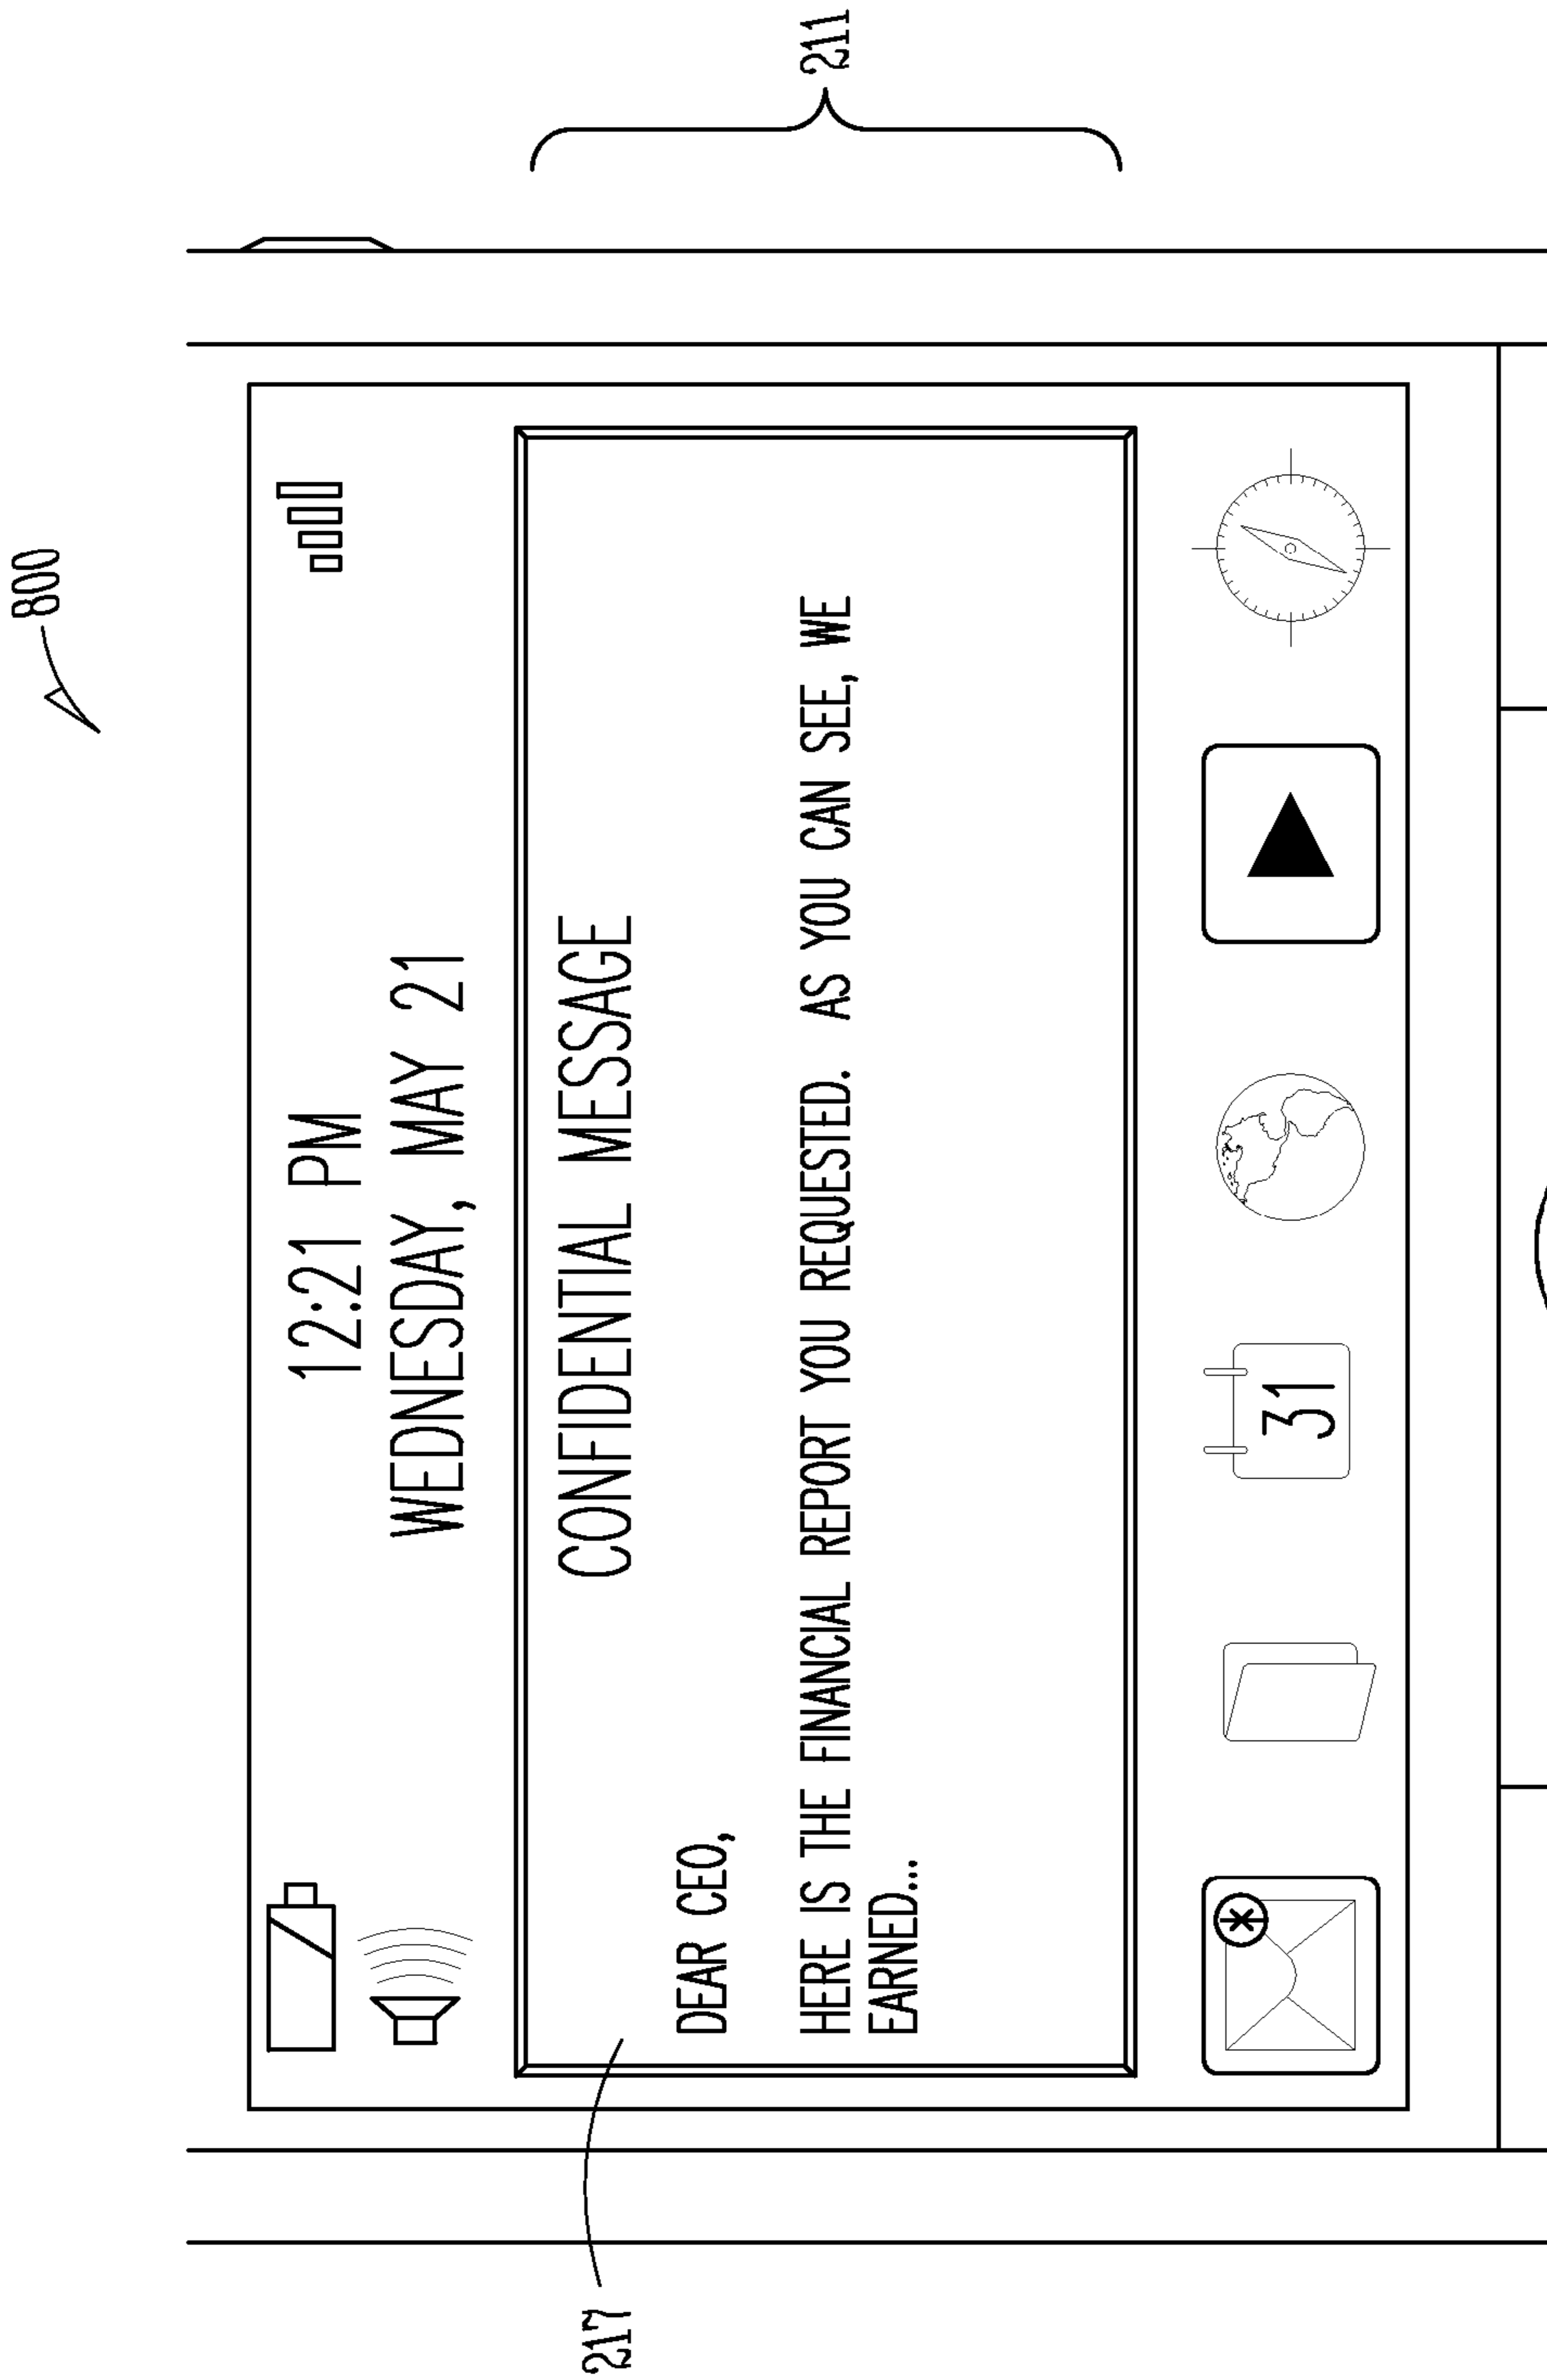 800
12:21 PM
WEDNESDAY, MAY 21
217
CONFIDENTIAL MESSAGE
DEAR CEO,
HERE IS THE FINANCIAL REPORT YOU REQUESTED. AS YOU CAN SEE, WE
EARNED...
211
31